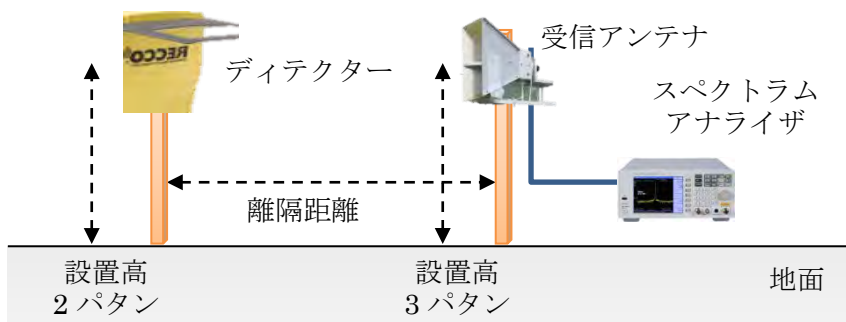 RECCO
ディテクター
受信アンテナ
スペクトラム
アナライザ
離隔距離
設置高
2 パタン
設置高
3 パタン
地面